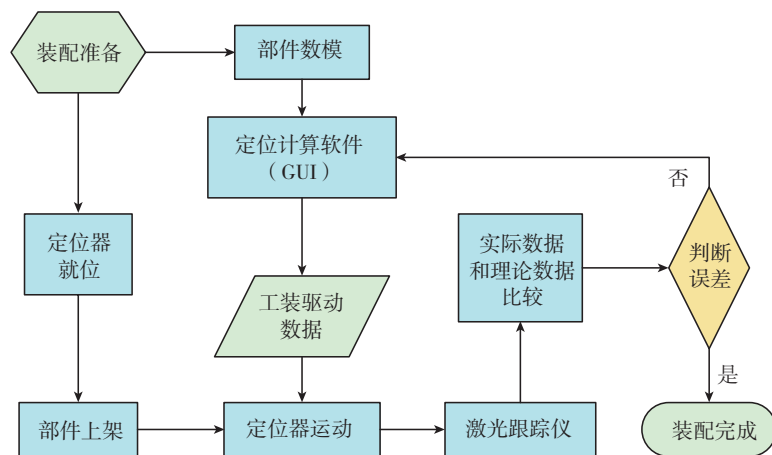 装配准备
部件数模
定位计算软件
（GUI）
否
定位器
就位
实际数据
和理论数据
比较
判断
误差
工装驱动
数据
是
部件上架
定位器运动
激光跟踪仪
装配完成